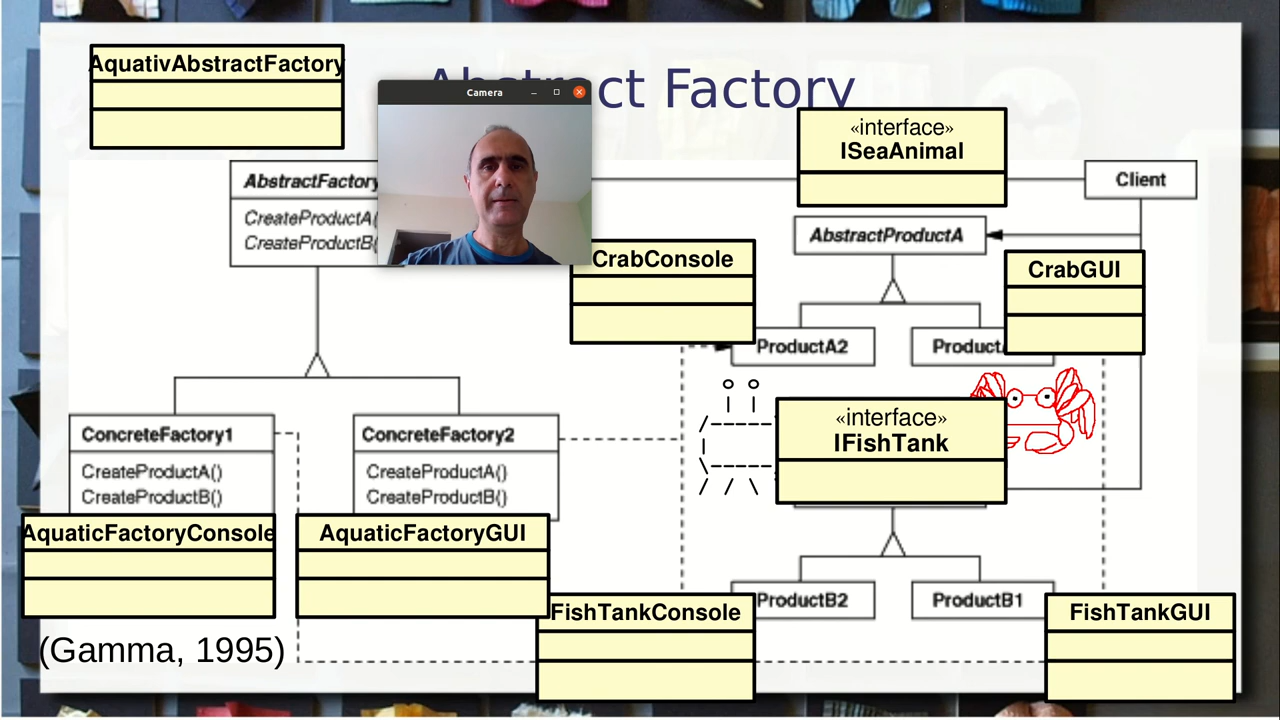 AquativAbstractFactory
Abstract Factory
Camera
«interface»
ISeaAnimal
AbstractFactory
CreateProductA(
CreateProductB(
Client
AbstractProductA
CrabConsole
CrabGUI
ProductA2
Product
«interface»
IFishTank
ConcreteFactory1
CreateProductA()
CreateProductB()
ConcreteFactory2
CreateProductA()
CreateProductB()
AquaticFactoryConsole
AquaticFactoryGUI
ProductB2
ProductB1
FishTankConsole
FishTankGUI
(Gamma, 1995)